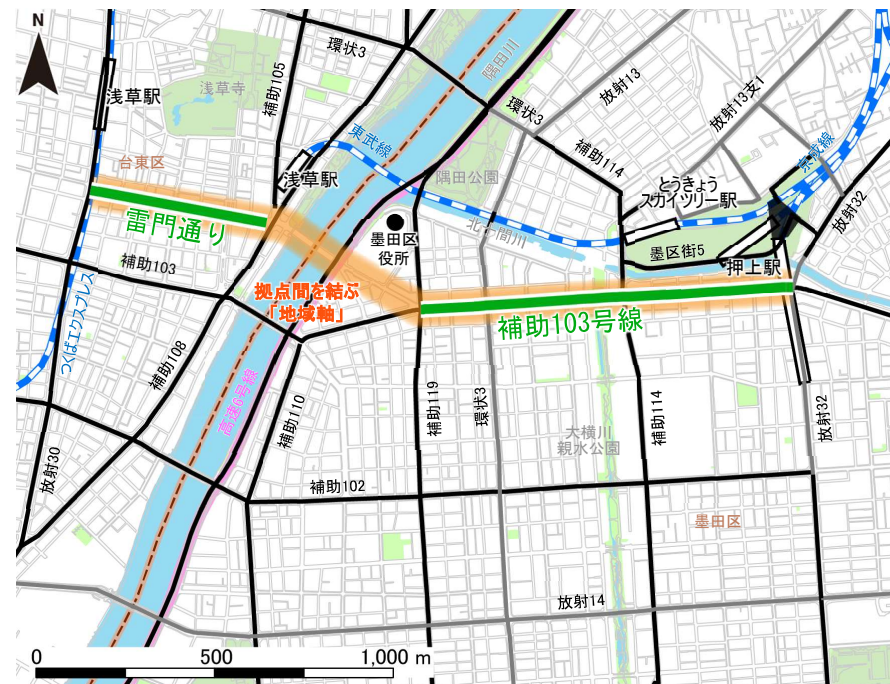 N
環状3
補助105
隅田川
浅草駅
浅草寺
放射13
環状3
放射13支1
東武線
補助114
京成線
台東区
浅草駅
隅田公園
とうきょう
スカイツリー駅
放射32
雷門通り
墨田区
役所
北十間川
墨区街5
押上駅
補助103
拠点間を結ぶ
「地域軸」
補助103号線
つくばエクスプレス
補助108
高速6号線
補助110
補助119
環状3
大横川
親水公園
補助114
放射32
放射30
補助102
墨田区
放射14
0 500 1,000 m